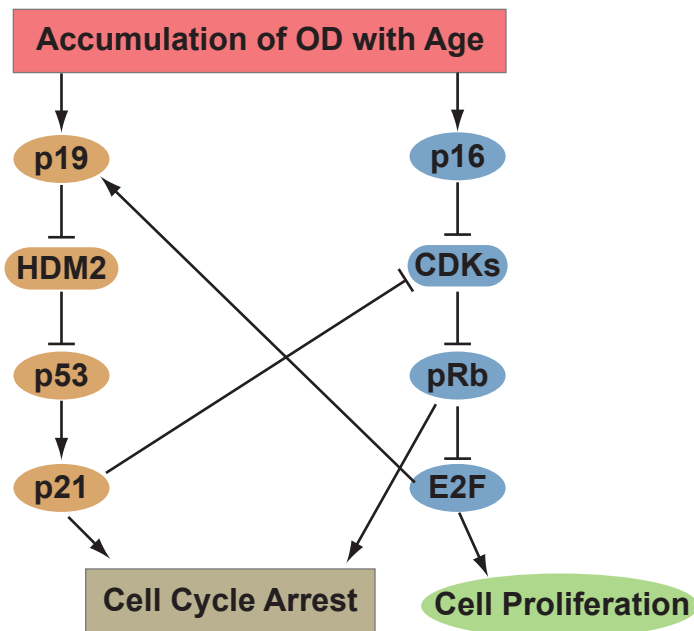 Accumulation of OD with Age
p19
p16
HDM2
CDKs
p53
pRb
p21
E2F
Cell Cycle Arrest
Cell Proliferation